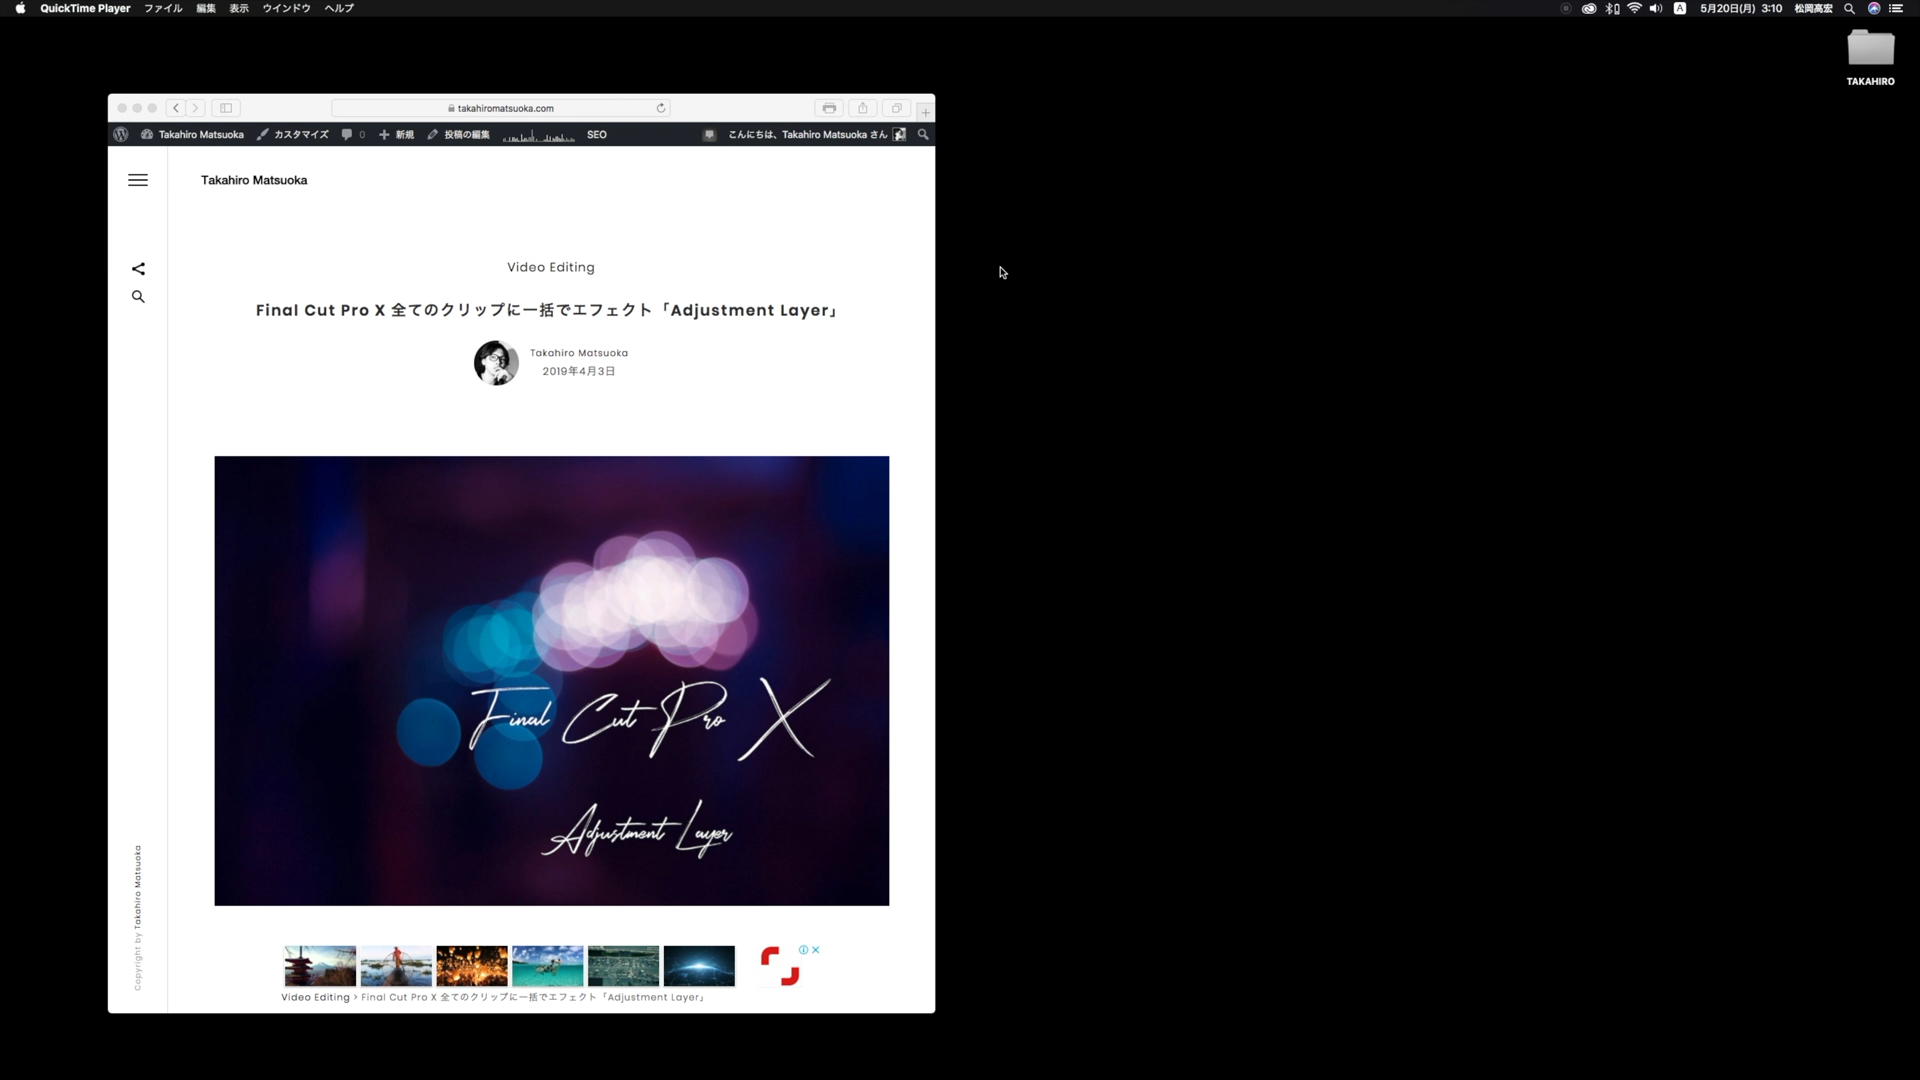 QuickTime Player ファイル 編集 表示 ウインドウ ヘルプ
A 5月20日(月) 3:10 松岡高宏
TAKAHIRO
takahiromatsuoka.com
Takahiro Matsuoka カスタマイズ 0 新規 投稿の編集 SEO こんにちは、Takahiro Matsuoka さん
Takahiro Matsuoka
Video Editing
Final Cut Pro X 全てのクリップに一括でエフェクト「Adjustment Layer」
Takahiro Matsuoka
2019年4月3日
Final Cut Pro X
Adjustment Layer
Copyright by Takahiro Matsuoka
Video Editing > Final Cut Pro X 全てのクリップに一括でエフェクト「Adjustment Layer」